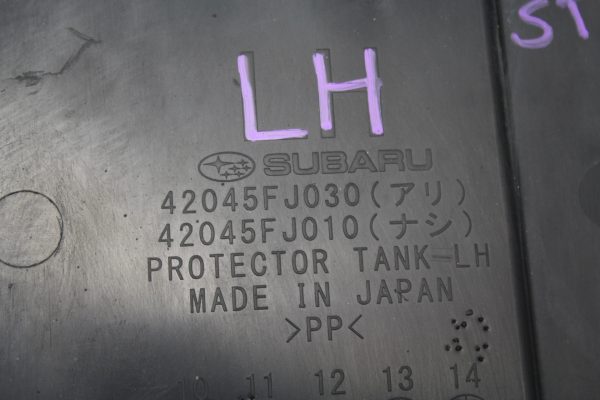 ST
LH
SUBARU
42045FJ030(アリ)
42045FJ010(ナシ)
PROTECTOR TANK-LH
MADE IN JAPAN
>PP<
10 11 12 13 14